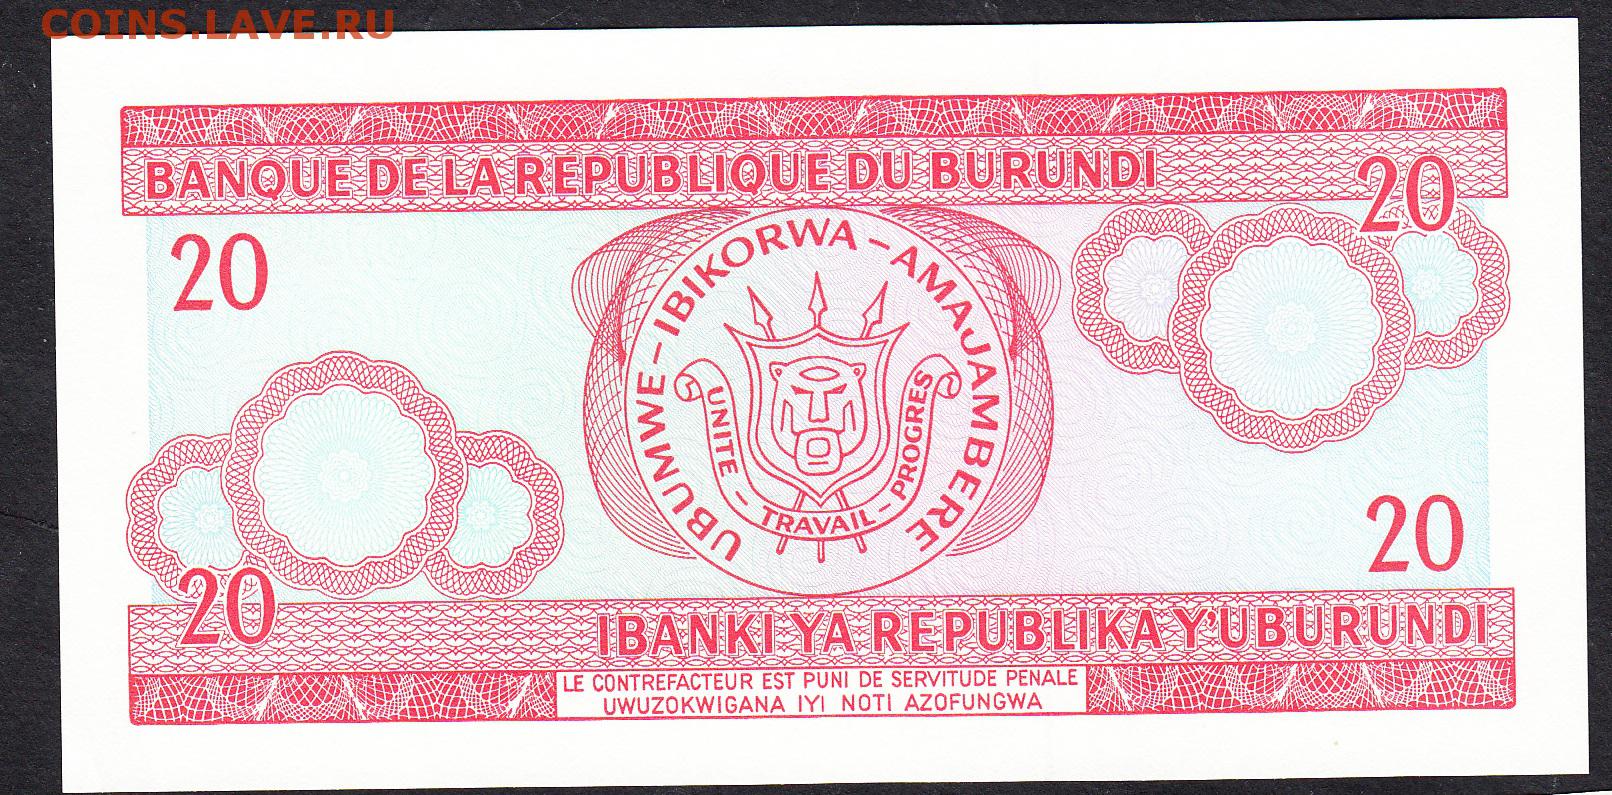 COINS.LAVE.RU
BANQUE DE LA REPUBLIQUE DU BURUNDI
20
20
UBUMWE – IBIKORWA – AMAJAMBERE
UNITE - TRAVAIL - PROGRES
20
20
IBANKI YA REPUBLIKA Y'UBURUNDI
LE CONTREFACTEUR EST PUNI DE SERVITUDE PENALE
UWUZOKWIGANA IYI NOTI AZOFUNGWA